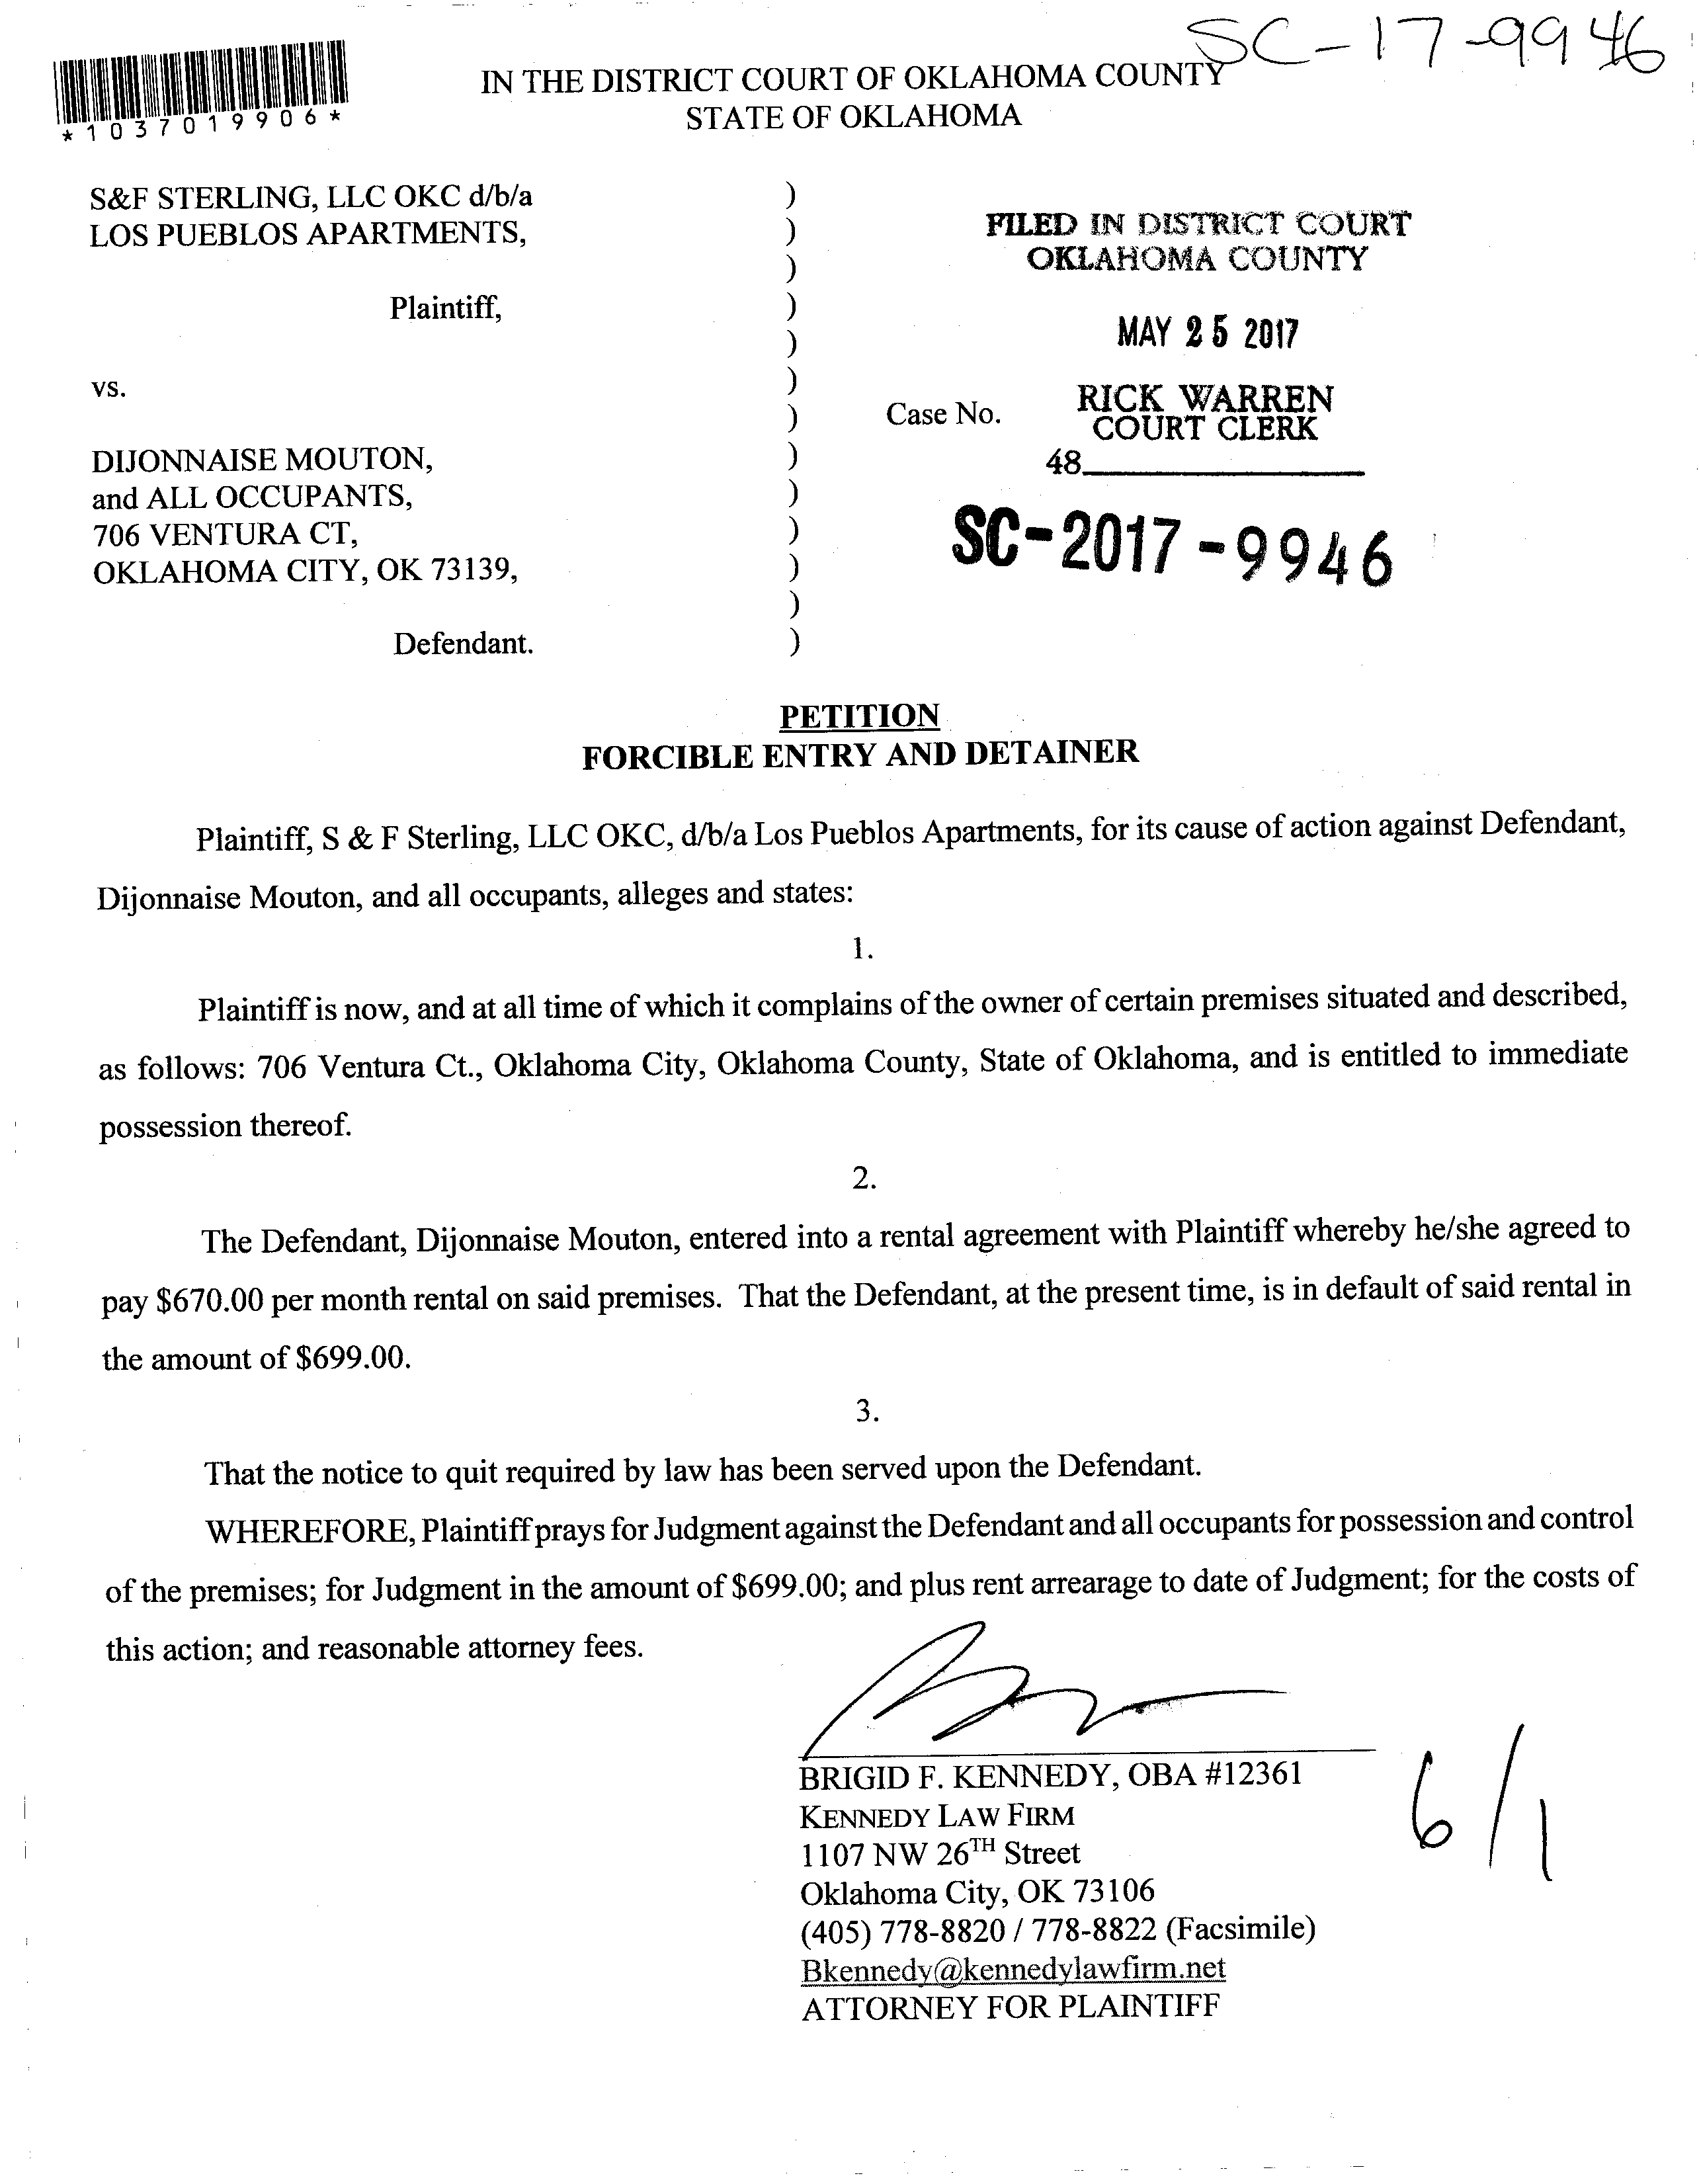 SC-17-9946
*1037019906*
IN THE DISTRICT COURT OF OKLAHOMA COUNTY
STATE OF OKLAHOMA
S&F STERLING, LLC OKC d/b/a )
LOS PUEBLOS APARTMENTS, )
)
Plaintiff, )
)
vs. )
)
DIJONNAISE MOUTON, )
and ALL OCCUPANTS, )
706 VENTURA CT, )
OKLAHOMA CITY, OK 73139, )
)
Defendant. )
FILED IN DISTRICT COURT
OKLAHOMA COUNTY
MAY 25 2017
RICK WARREN
COURT CLERK
Case No.
48
SC-2017-9946
PETITION
FORCIBLE ENTRY AND DETAINER
Plaintiff, S & F Sterling, LLC OKC, d/b/a Los Pueblos Apartments, for its cause of action against Defendant,
Dijonnaise Mouton, and all occupants, alleges and states:
1.
Plaintiff is now, and at all time of which it complains of the owner of certain premises situated and described,
as follows: 706 Ventura Ct., Oklahoma City, Oklahoma County, State of Oklahoma, and is entitled to immediate
possession thereof.
2.
The Defendant, Dijonnaise Mouton, entered into a rental agreement with Plaintiff whereby he/she agreed to
pay $670.00 per month rental on said premises. That the Defendant, at the present time, is in default of said rental in
the amount of $699.00.
3.
That the notice to quit required by law has been served upon the Defendant.
WHEREFORE, Plaintiff prays for Judgment against the Defendant and all occupants for possession and control
of the premises; for Judgment in the amount of $699.00; and plus rent arrearage to date of Judgment; for the costs of
this action; and reasonable attorney fees.
BRIGID F. KENNEDY, OBA #12361
KENNEDY LAW FIRM
1107 NW 26TH Street
Oklahoma City, OK 73106
(405) 778-8820 / 778-8822 (Facsimile)
Bkennedy@kennedylawfirm.net
ATTORNEY FOR PLAINTIFF
6/1